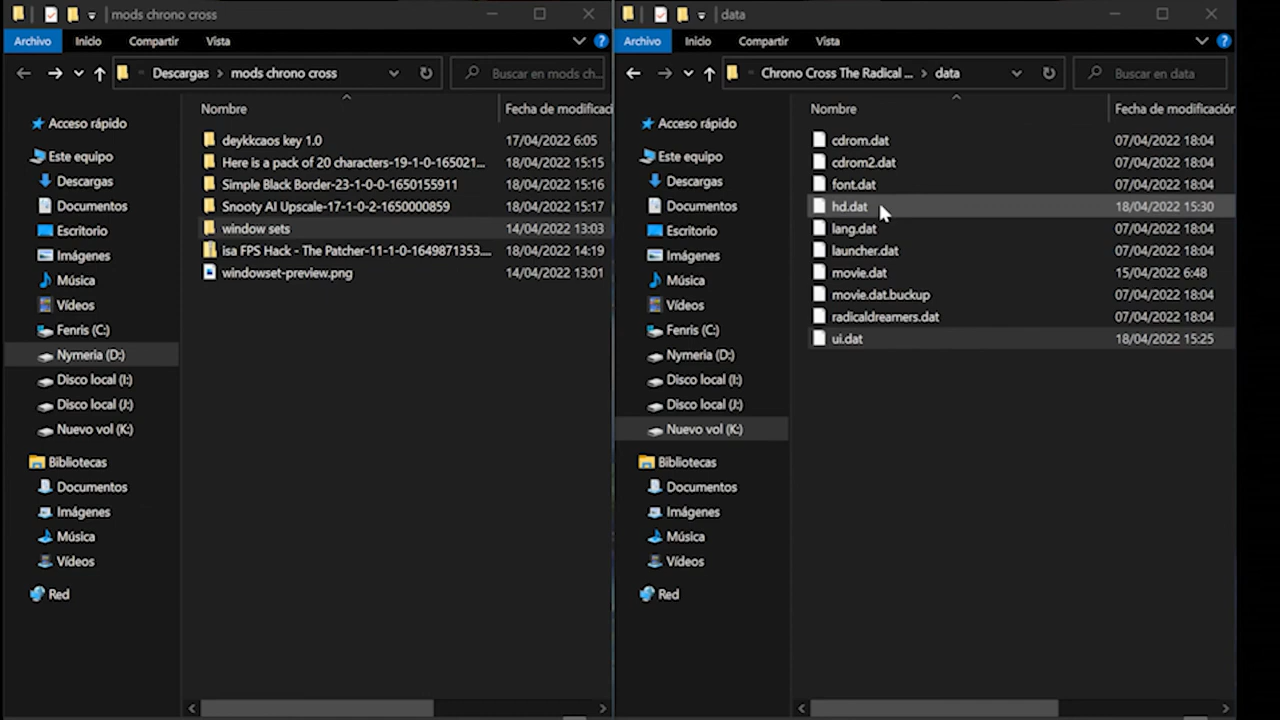 mods chrono cross
Archivo Inicio Compartir Vista
Descargas mods chrono cross Buscar en mods ch...
Nombre Fecha de modificació
Acceso rápido
Este equipo
Descargas
Documentos
Escritorio
Imágenes
Música
Vídeos
Fenris (C:)
Nymeria (D:)
Disco local (I:)
Disco local (J:)
Nuevo vol (K:)
Bibliotecas
Documentos
Imágenes
Música
Vídeos
Red
deykkcaos key 1.0 17/04/2022 6:05
Here is a pack of 20 characters-19-1-0-165021... 18/04/2022 15:15
Simple Black Border-23-1-0-0-1650155911 18/04/2022 15:16
Snooty AI Upscale-17-1-0-2-1650000859 18/04/2022 15:17
window sets 14/04/2022 13:03
isa FPS Hack - The Patcher-11-1-0-1649871353.... 18/04/2022 14:19
windowset-preview.png 14/04/2022 13:01
data
Archivo Inicio Compartir Vista
Chrono Cross The Radical ... data Buscar en data
Nombre Fecha de modificación
Acceso rápido
Este equipo
Descargas
Documentos
Escritorio
Imágenes
Música
Vídeos
Fenris (C:)
Nymeria (D:)
Disco local (I:)
Disco local (J:)
Nuevo vol (K:)
Bibliotecas
Documentos
Imágenes
Música
Vídeos
Red
cdrom.dat 07/04/2022 18:04
cdrom2.dat 07/04/2022 18:04
font.dat 07/04/2022 18:04
hd.dat 18/04/2022 15:30
lang.dat 07/04/2022 18:04
launcher.dat 07/04/2022 18:04
movie.dat 15/04/2022 6:48
movie.dat.buckup 07/04/2022 18:04
radicaldreamers.dat 07/04/2022 18:04
ui.dat 18/04/2022 15:25